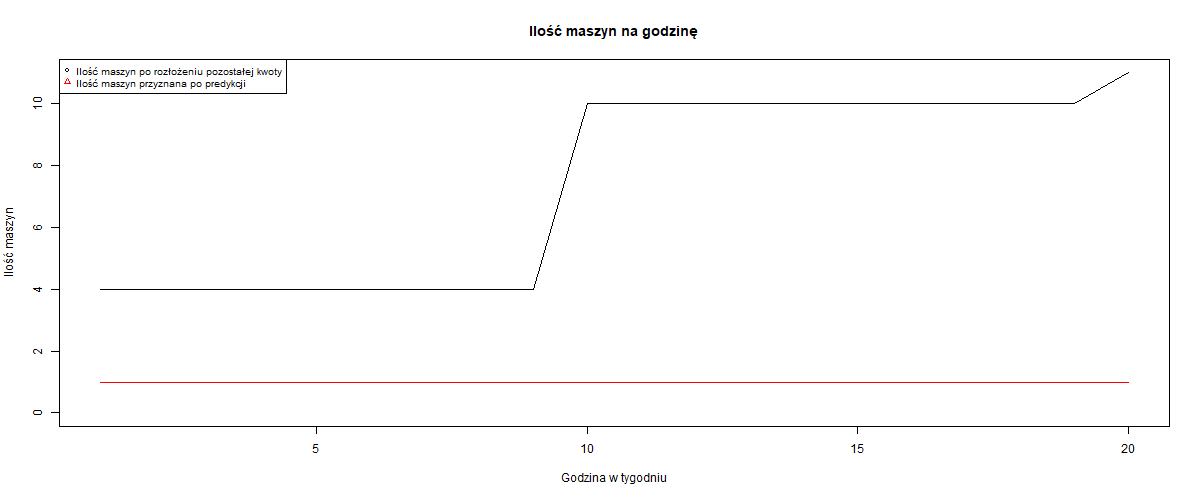 Ilość maszyn na godzinę
Ilość maszyn po rozłożeniu pozostałej kwoty
Ilość maszyn przyznana po predykcji
Ilość maszyn
10
8
6
4
2
0
5 10 15 20
Godzina w tygodniu